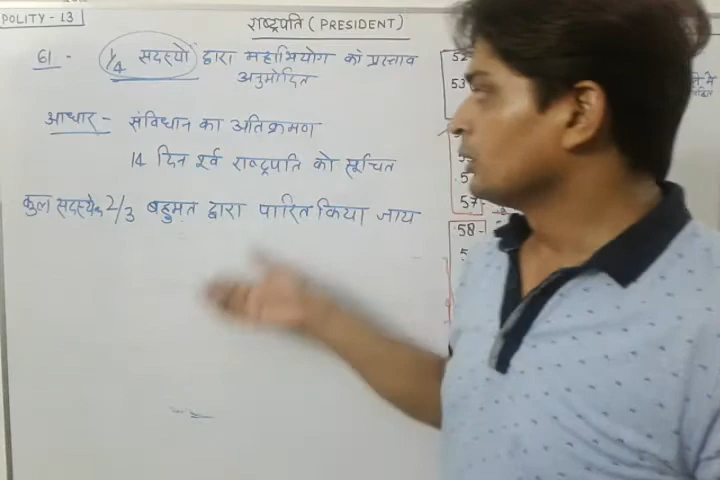 POLITY - 13
राष्ट्रपति ( PRESIDENT )
61 - 1/4 सदस्यों द्वारा महाभियोग का प्रस्ताव
अनुमोदित
आधार - संविधान का अतिक्रमण
14 दिन पूर्व राष्ट्रपति को सूचित
कुल सदस्य के 2/3 बहुमत द्वारा पारित किया जाय
52
53
57-
58-